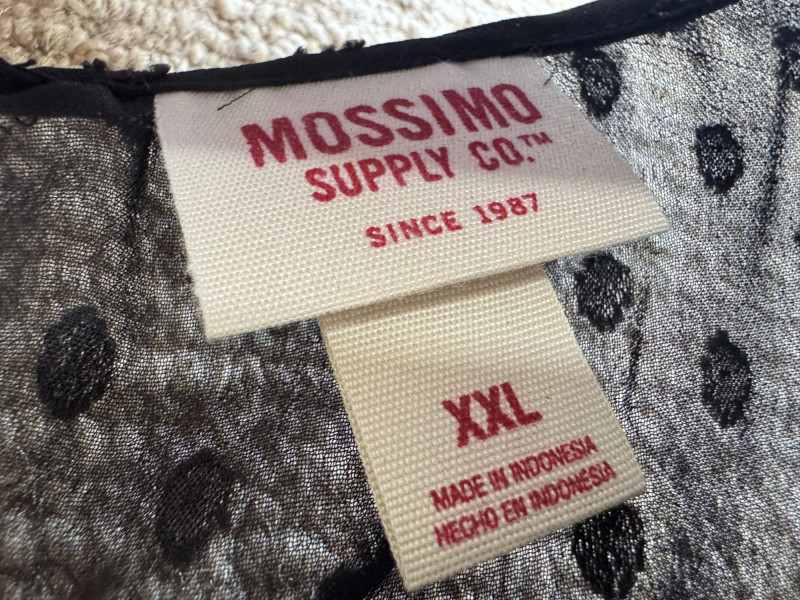 MOSSIMO
SUPPLY CO.™
SINCE 1987
XXL
MADE IN INDONESIA
HECHO EN INDONESIA